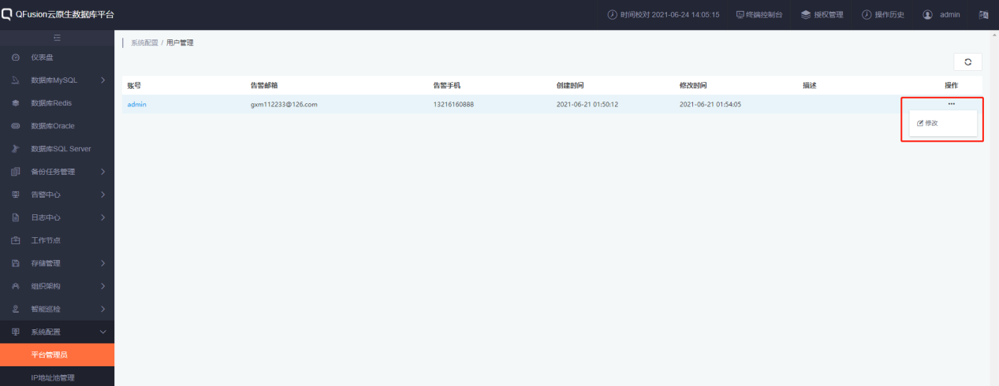 QFusion云原生数据库平台
时间校对 2021-06-24 14:05:15
终端控制台
授权管理
操作历史
admin
仪表盘
数据库MySQL
数据库Redis
数据库Oracle
数据库SQL Server
备份任务管理
告警中心
日志中心
工作节点
存储管理
组织架构
智能巡检
系统配置
平台管理员
IP地址池管理
系统配置 / 用户管理
账号 告警邮箱 告警手机 创建时间 修改时间 描述 操作
admin gxm112233@126.com 13216160888 2021-06-21 01:50:12 2021-06-21 01:54:05 ···
修改